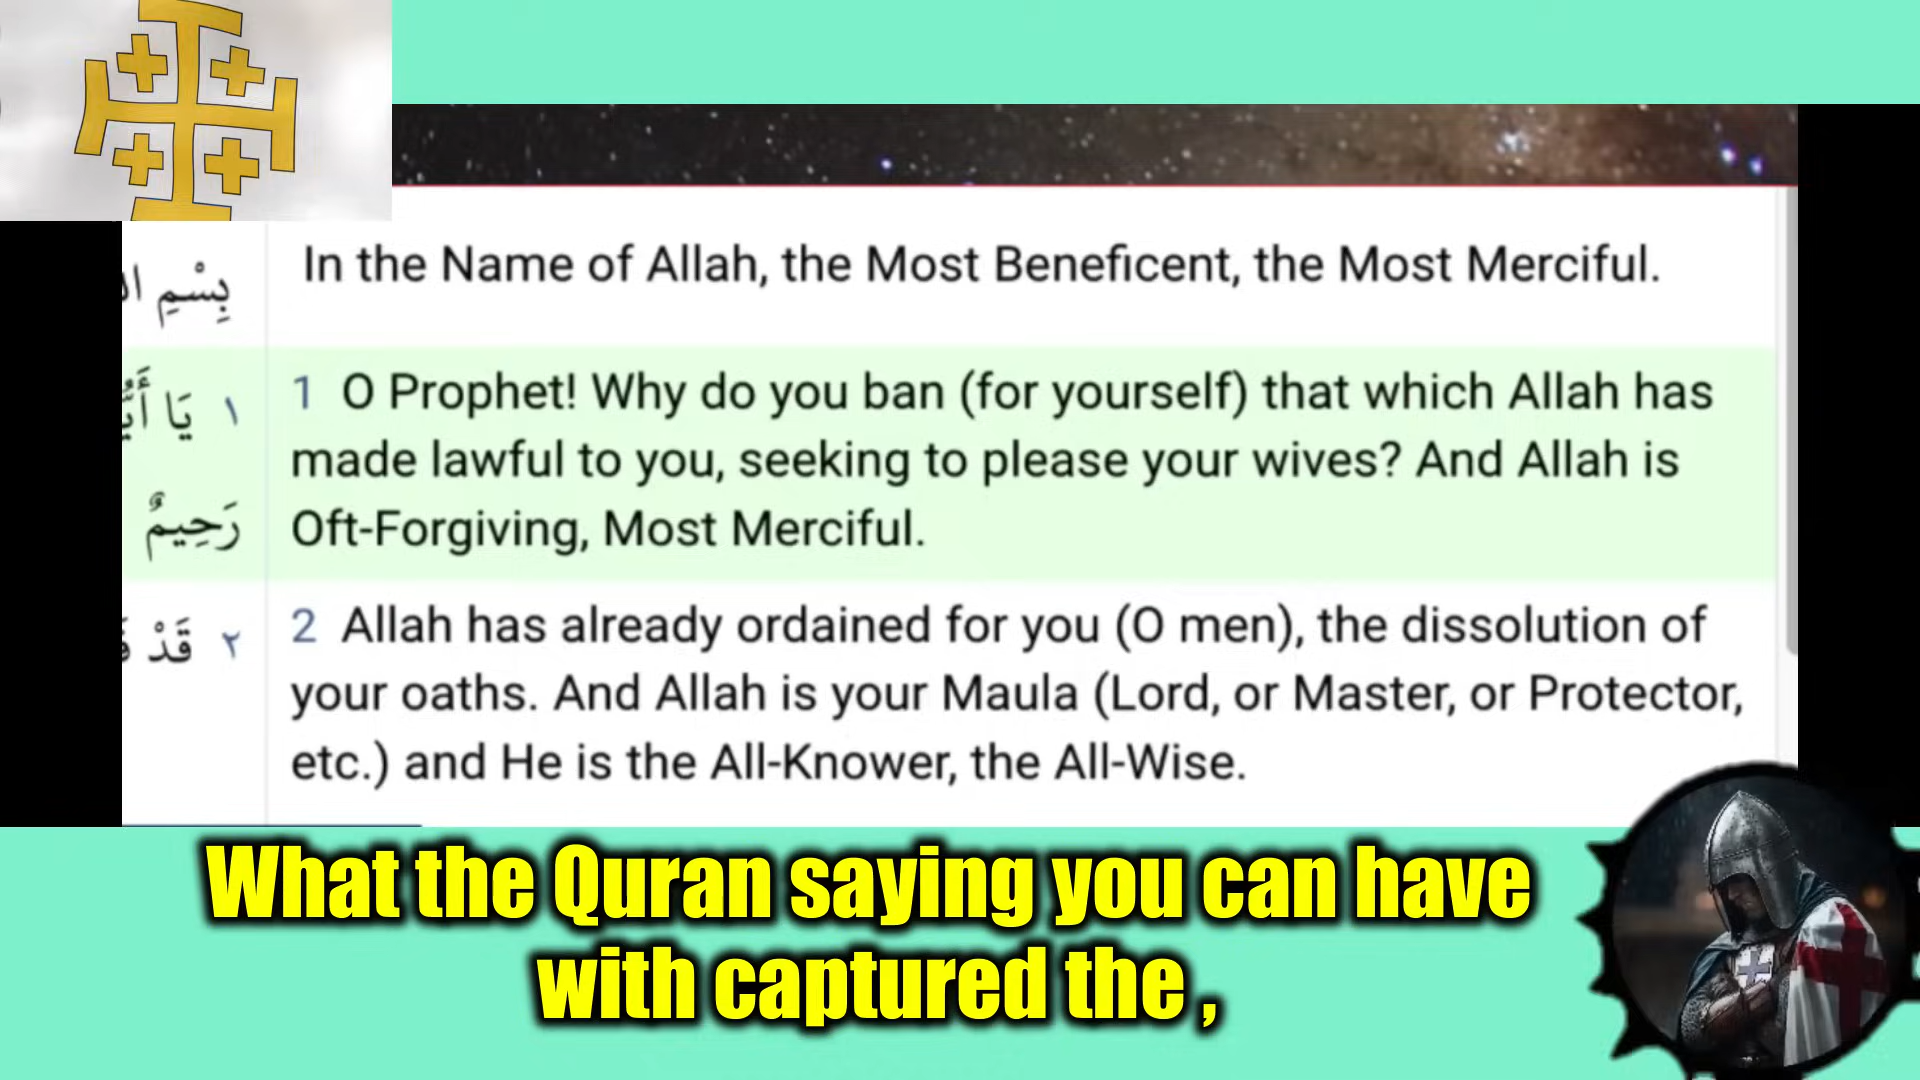 In the Name of Allah, the Most Beneficent, the Most Merciful.
بِسْمِ
1 O Prophet! Why do you ban (for yourself) that which Allah has
١ يَا
made lawful to you, seeking to please your wives? And Allah is
Oft-Forgiving, Most Merciful.
رَحِيمٌ
2 Allah has already ordained for you (O men), the dissolution of
٢ قَدْ
your oaths. And Allah is your Maula (Lord, or Master, or Protector,
etc.) and He is the All-Knower, the All-Wise.
What the Quran saying you can have
with captured the ,